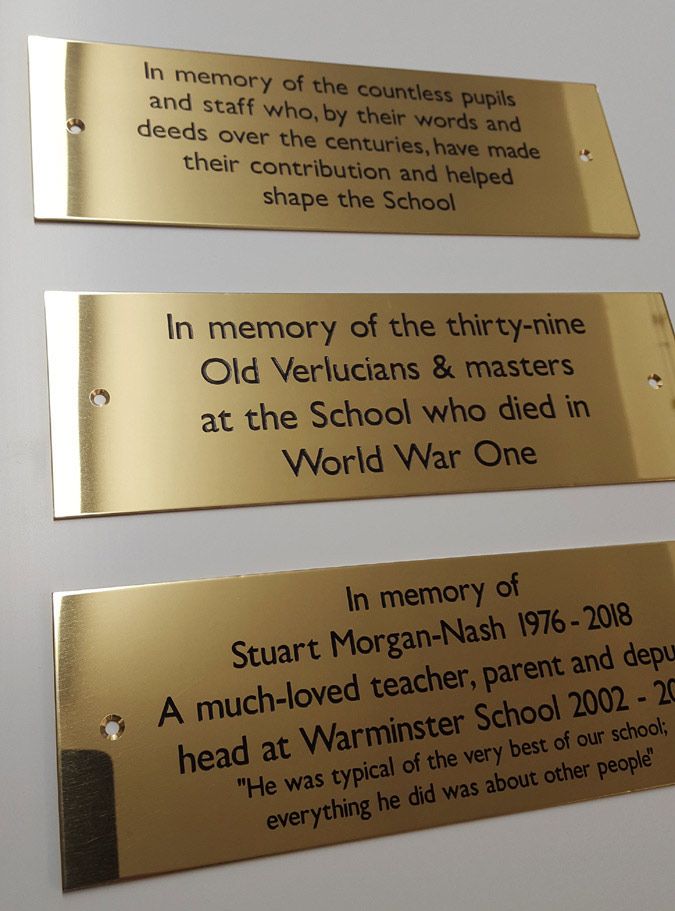 In memory of the countless pupils
and staff who, by their words and
deeds over the centuries, have made
their contribution and helped
shape the School
In memory of the thirty-nine
Old Verlucians & masters
at the School who died in
World War One
In memory of
Stuart Morgan-Nash 1976-2018
A much-loved teacher, parent and
head at Warminster School 2002 -
"He was typical of the very best of our school;
everything he did was about other people"